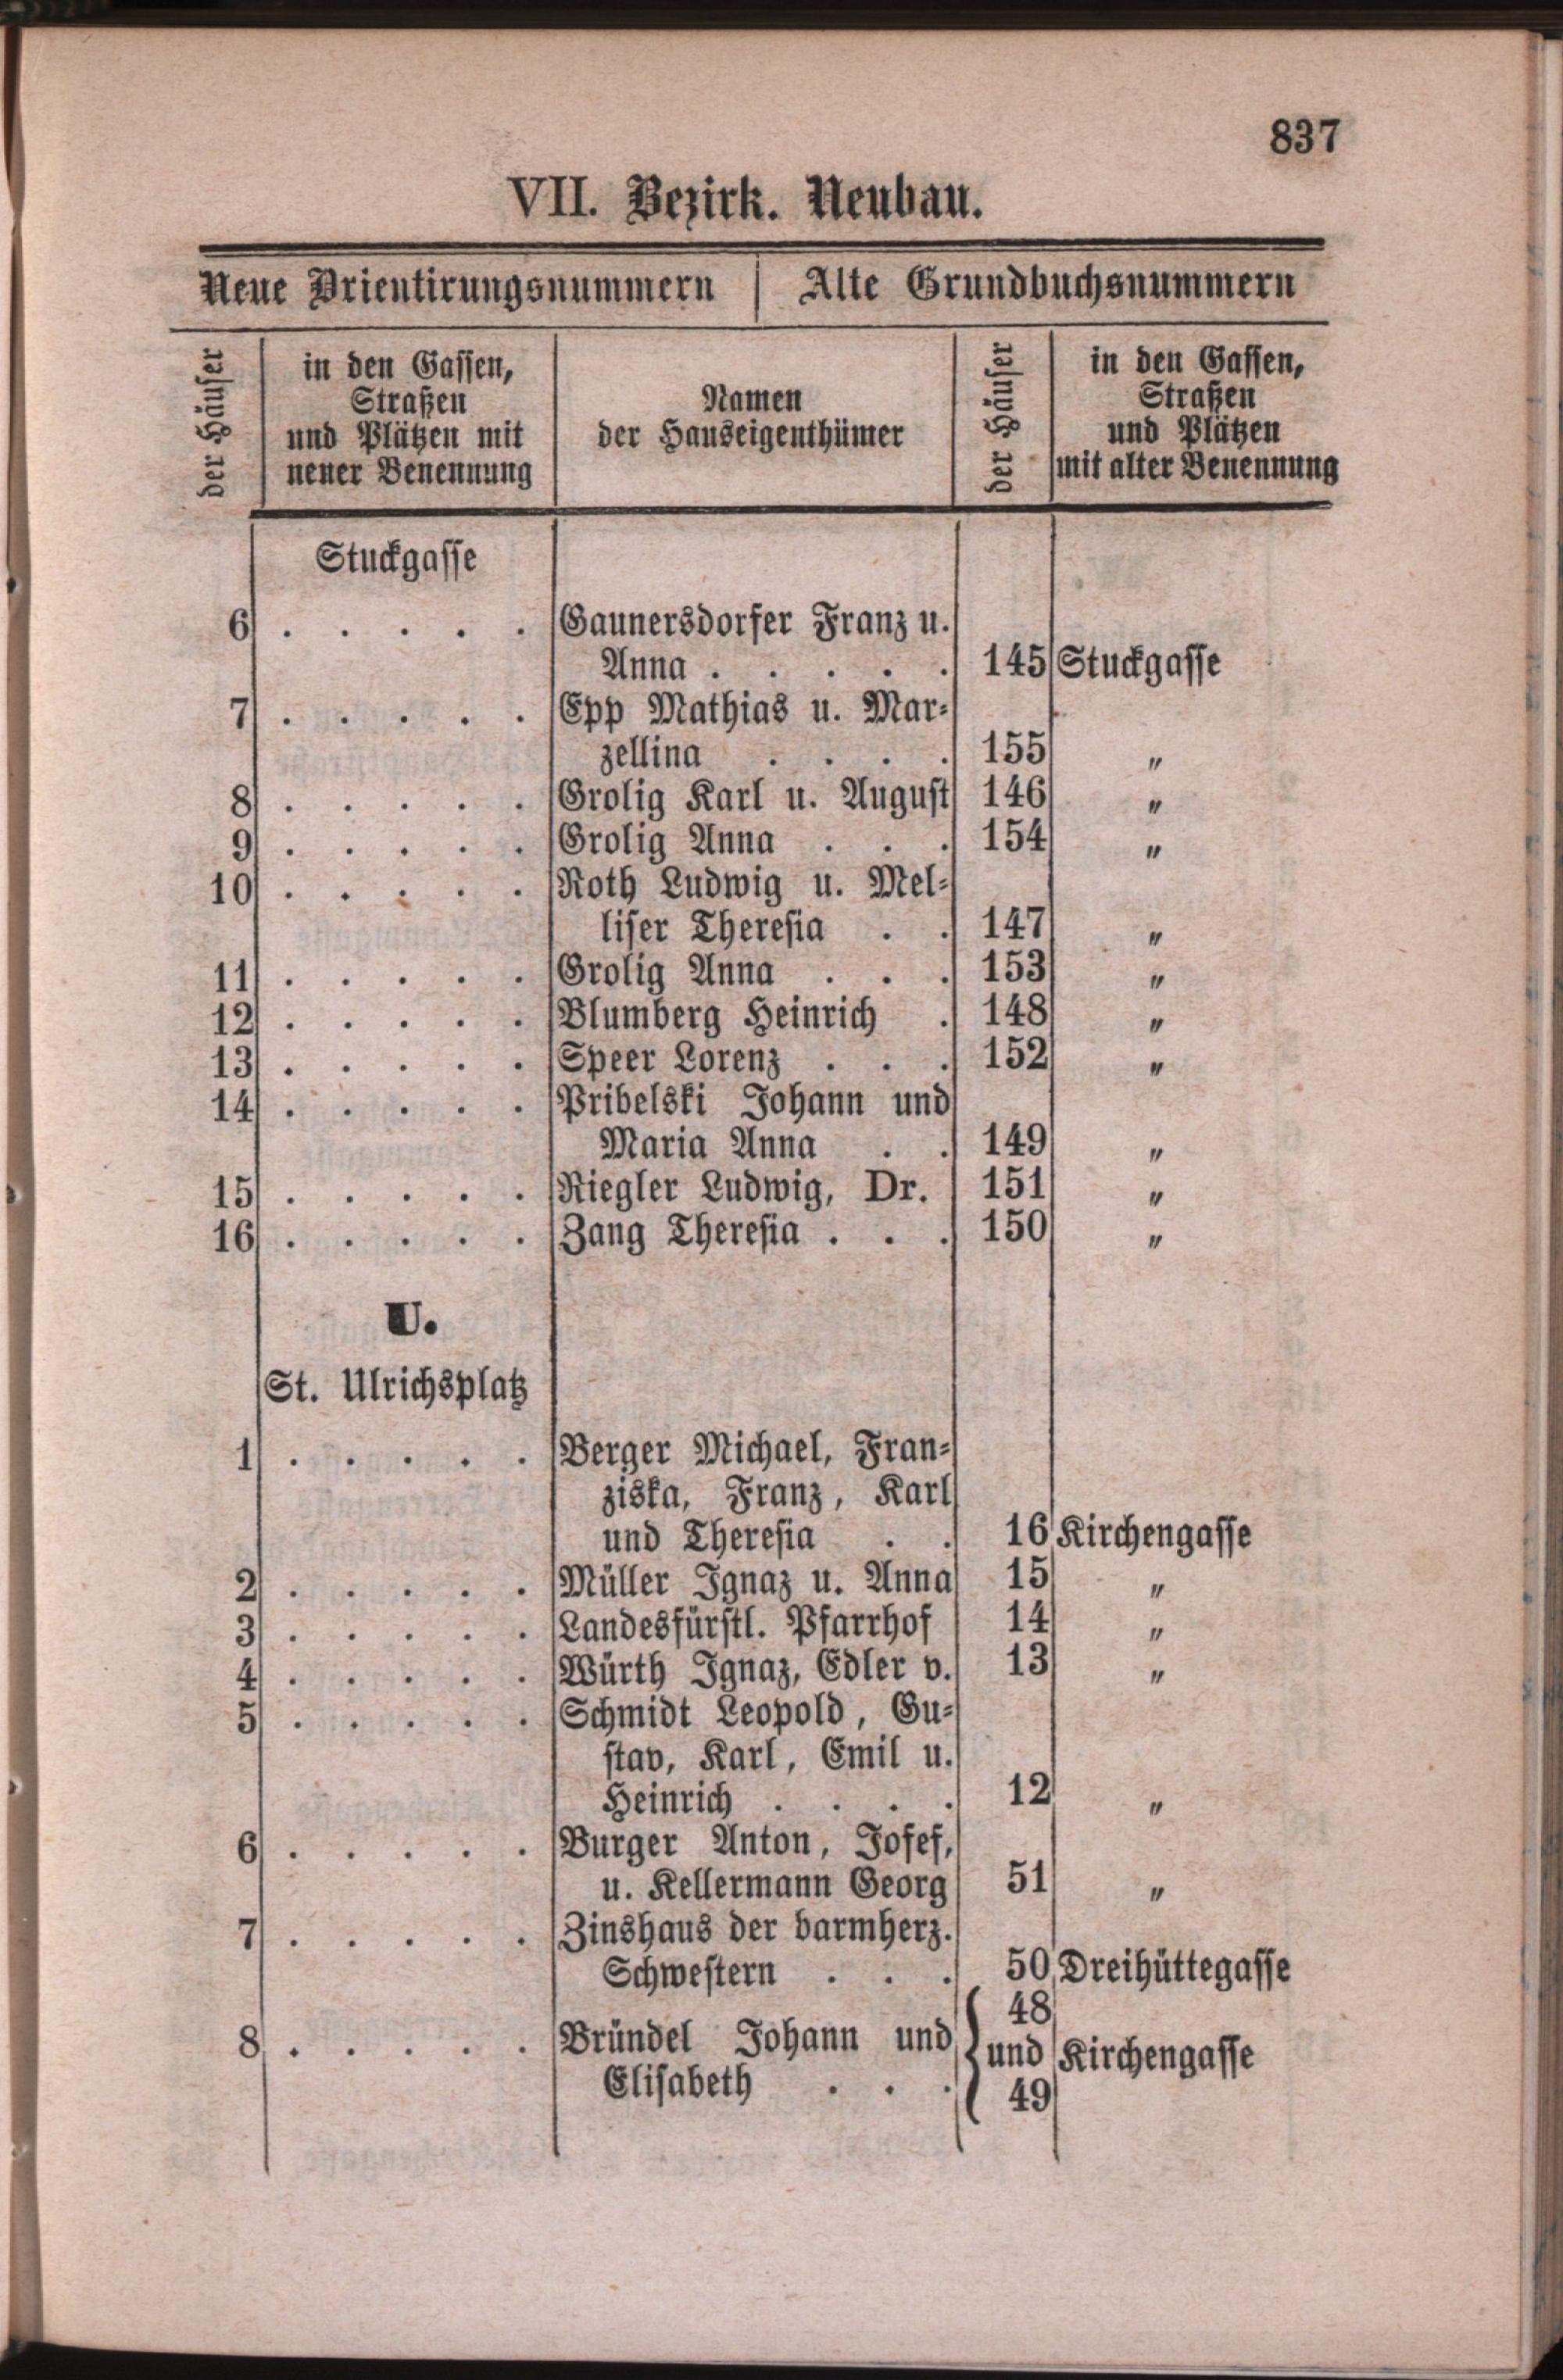 837
VII. Bezirk. Neubau.
Neue Orientirungsnummern | Alte Grundbuchsnummern
der Häuser | in den Gassen, Straßen und Plätzen mit neuer Benennung | Namen der Hauseigenthümer | der Häuser | in den Gassen, Straßen und Plätzen mit alter Benennung
Stuckgasse
6 . . . . . Gaunersdorfer Franz u.
Anna . . . . . 145 Stuckgasse
7 . . . . . Epp Mathias u. Mar-
zellina . . . . 155 "
8 . . . . . Grolig Karl u. August 146 "
9 . . . . . Grolig Anna . . . 154 "
10 . . . . . Roth Ludwig u. Mel-
liser Theresia . . 147 "
11 . . . . . Grolig Anna . . . 153 "
12 . . . . . Blumberg Heinrich . 148 "
13 . . . . . Speer Lorenz . . . 152 "
14 . . . . . Pribelski Johann und
Maria Anna . . 149 "
15 . . . . . Riegler Ludwig, Dr. 151 "
16 . . . . . Zang Theresia . . . 150 "
U.
St. Ulrichsplatz
1 . . . . . Berger Michael, Fran-
ziska, Franz, Karl
und Theresia . . 16 Kirchengasse
2 . . . . . Müller Ignaz u. Anna 15 "
3 . . . . . Landesfürstl. Pfarrhof 14 "
4 . . . . . Würth Ignaz, Edler v. 13 "
5 . . . . . Schmidt Leopold, Gu-
stav, Karl, Emil u.
Heinrich . . . . 12 "
6 . . . . . Burger Anton, Josef,
u. Kellermann Georg 51 "
7 . . . . . Zinshaus der barmherz.
Schwestern . . . 50 Dreihüttegasse
48
8 . . . . . Bründel Johann und und Kirchengasse
Elisabeth . . . 49